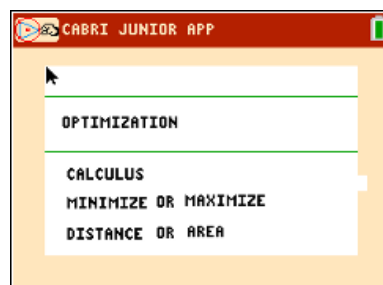 CABRI JUNIOR APP
OPTIMIZATION
CALCULUS
MINIMIZE OR MAXIMIZE
DISTANCE OR AREA